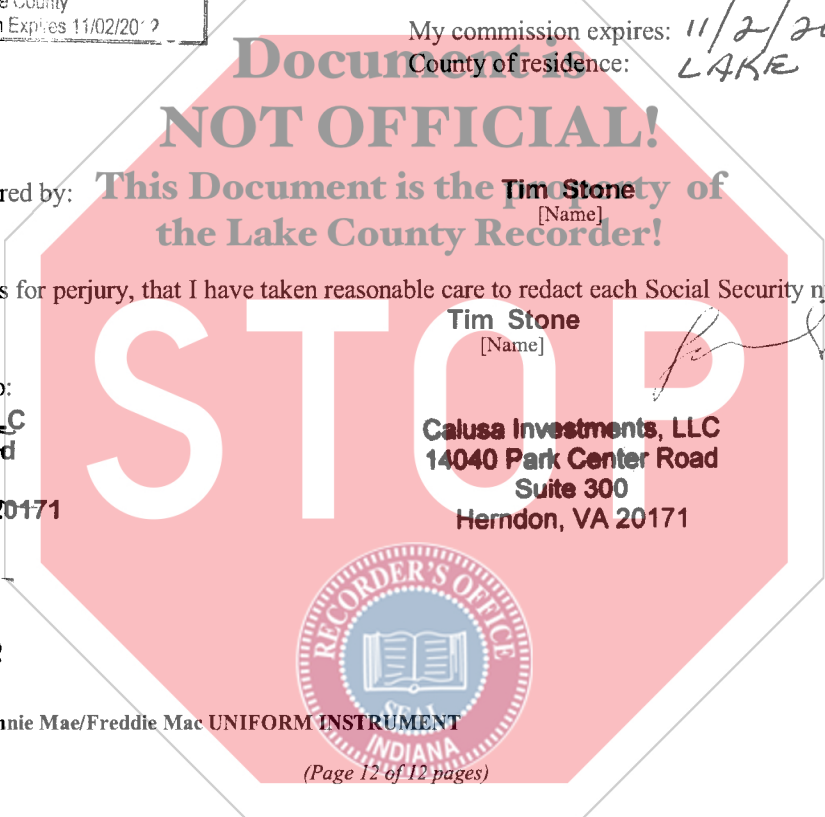 County
Expires 11/02/20
My commission expires: 11/2/20
County of residence: LAKE
Document is
NOT OFFICIAL!
This Document is the property of
the Lake County Recorder!
red by:
Tim Stone
[Name]
s for perjury, that I have taken reasonable care to redact each Social Security n
Tim Stone
[Name]
o:
C
d
20171
Calusa Investments, LLC
14040 Park Center Road
Suite 300
Herndon, VA 20171
STOP
RECORDER'S OFFICE
SEAL
INDIANA
nnie Mae/Freddie Mac UNIFORM INSTRUMENT
(Page 12 of 12 pages)